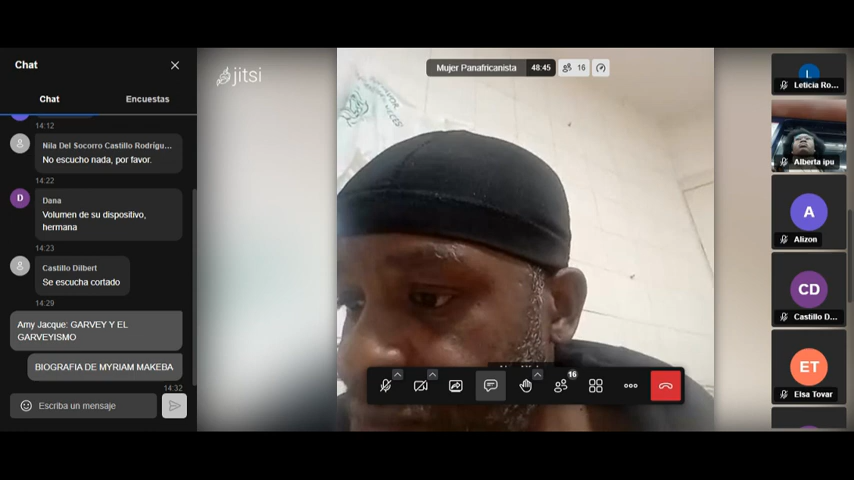 Chat
Chat
Encuestas
14:12
Nila Del Socorro Castillo Rodrígu...
No escucho nada, por favor.
14:22
D
Dana
Volumen de su dispositivo,
hermana
14:23
Castillo Dilbert
Se escucha cortado
14:29
Amy Jacque: GARVEY Y EL
GARVEYISMO
BIOGRAFIA DE MYRIAM MAKEBA
14:32
Escriba un mensaje
jitsi
Mujer Panafricanista
48:45
16
16
L
Leticia Ro...
Alberta ipu
A
Alizon
CD
Castillo D...
ET
Elsa Tovar